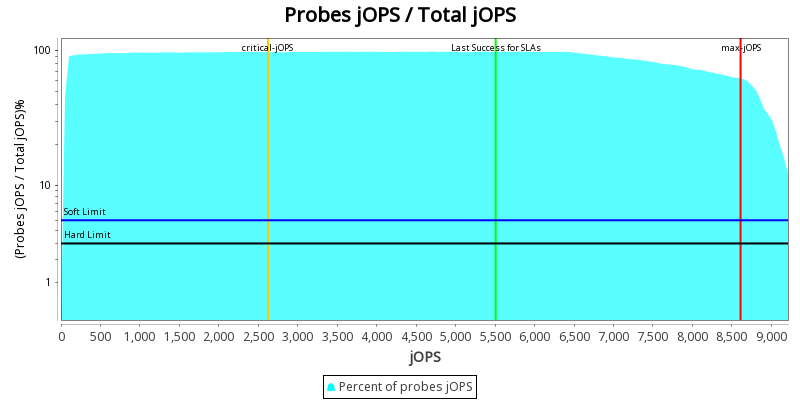 Probes jOPS / Total jOPS
(Probes jOPS / Total jOPS)%
100
10
1
critical-jOPS
Last Success for SLAs
max-jOPS
Soft Limit
Hard Limit
0 500 1,000 1,500 2,000 2,500 3,000 3,500 4,000 4,500 5,000 5,500 6,000 6,500 7,000 7,500 8,000 8,500 9,000
jOPS
Percent of probes jOPS